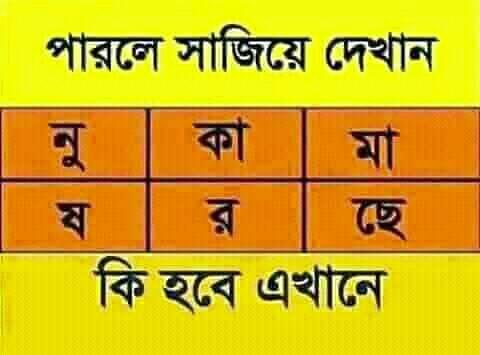 পারলে সাজিয়ে দেখান
নু কা মা
ষ র ছে
কি হবে এখানে